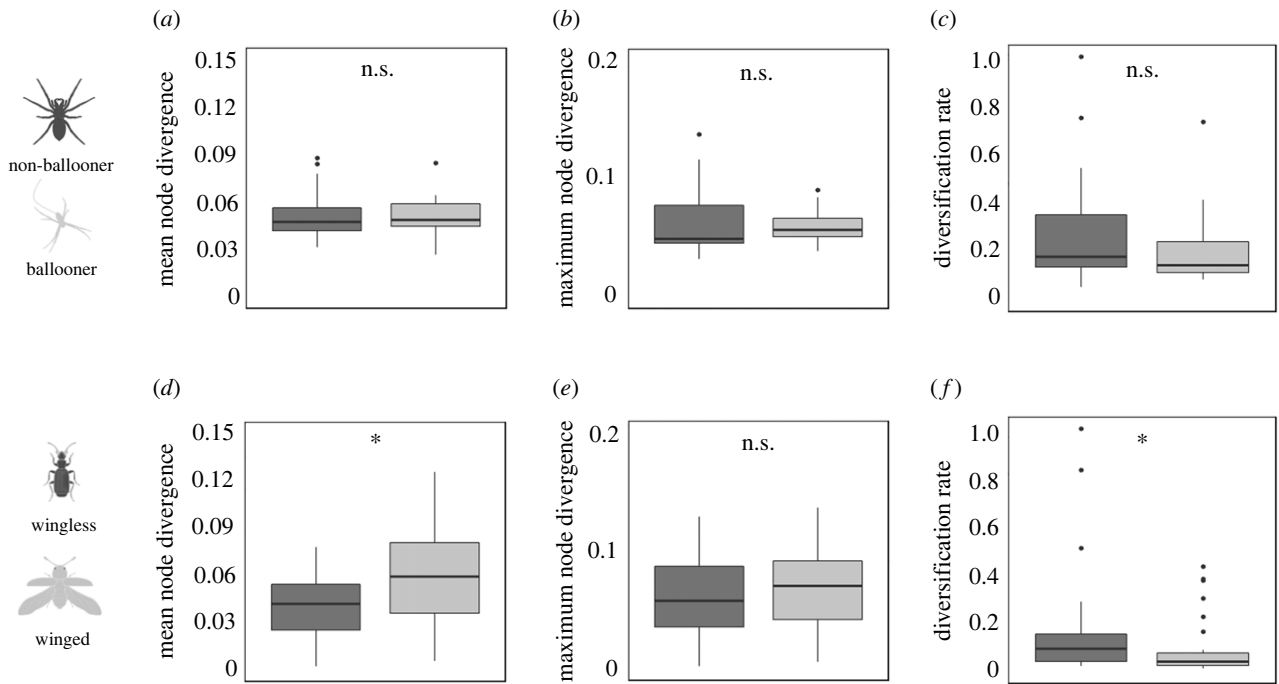 (a)
(b)
(c)
non-ballooner
ballooner
mean node divergence
0.15
0.12
0.09
0.06
0.03
0
n.s.
maximum node divergence
0.2
0.1
0
n.s.
diversification rate
1.0
0.8
0.6
0.4
0.2
0
n.s.
(d)
(e)
(f)
wingless
winged
mean node divergence
0.15
0.12
0.09
0.06
0.03
0
*
maximum node divergence
0.2
0.1
0
n.s.
diversification rate
1.0
0.8
0.6
0.4
0.2
0
*